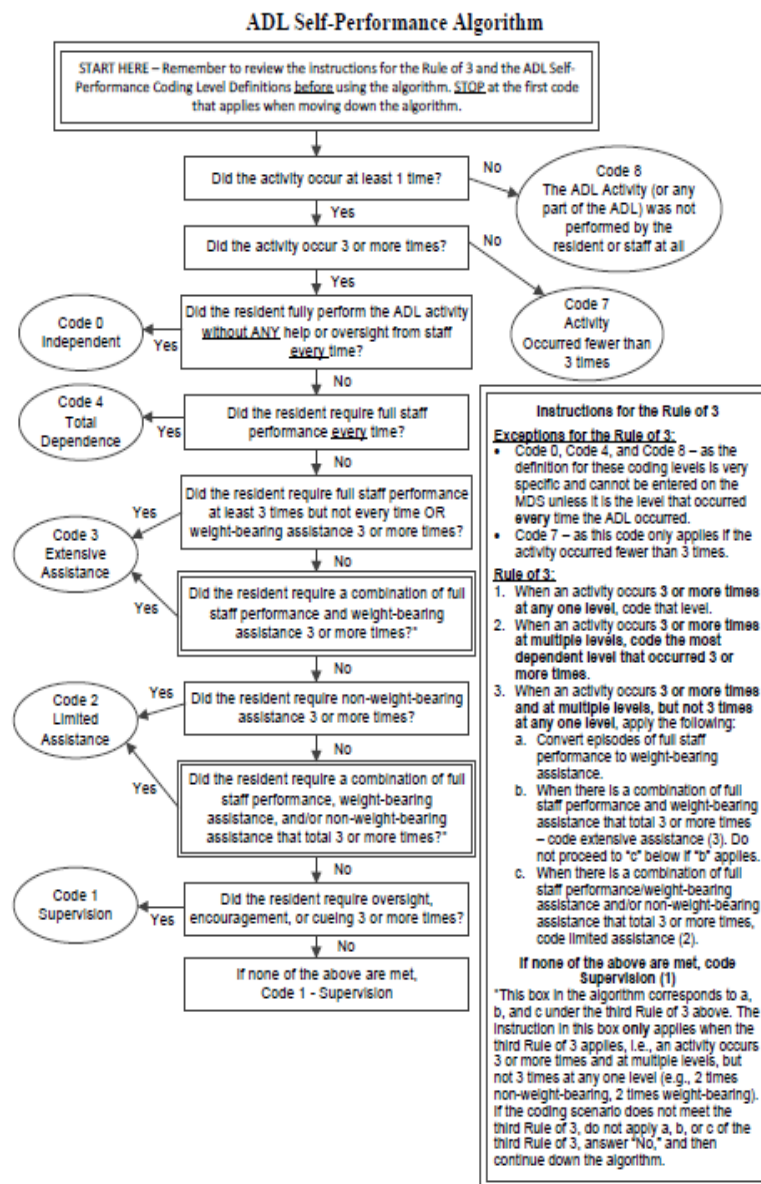 ADL Self-Performance Algorithm
START HERE – Remember to review the instructions for the Rule of 3 and the ADL Self-
Performance Coding Level Definitions before using the algorithm. STOP at the first code
that applies when moving down the algorithm.
Did the activity occur at least 1 time?
No
Code 8
The ADL Activity (or any
part of the ADL) was not
performed by the
resident or staff at all
Yes
Did the activity occur 3 or more times?
No
Code 7
Activity
Occurred fewer than
3 times
Yes
Did the resident fully perform the ADL activity
without ANY help or oversight from staff
every time?
Yes
Code 0
Independent
No
Did the resident require full staff
performance every time?
Yes
Code 4
Total
Dependence
No
Did the resident require full staff performance
at least 3 times but not every time OR
weight-bearing assistance 3 or more times?
Yes
Code 3
Extensive
Assistance
No
Did the resident require a combination of full
staff performance and weight-bearing
assistance 3 or more times?*
Yes
No
Did the resident require non-weight-bearing
assistance 3 or more times?
Yes
Code 2
Limited
Assistance
No
Did the resident require a combination of full
staff performance, weight-bearing
assistance, and/or non-weight-bearing
assistance that total 3 or more times?*
Yes
No
Did the resident require oversight,
encouragement, or cueing 3 or more times?
Yes
Code 1
Supervision
No
If none of the above are met,
Code 1 - Supervision
Instructions for the Rule of 3
Exceptions for the Rule of 3:
• Code 0, Code 4, and Code 8 – as the
definition for these coding levels is very
specific and cannot be entered on the
MDS unless it is the level that occurred
every time the ADL occurred.
• Code 7 – as this code only applies if the
activity occurred fewer than 3 times.
Rule of 3:
1. When an activity occurs 3 or more times
at any one level, code that level.
2. When an activity occurs 3 or more times
at multiple levels, code the most
dependent level that occurred 3 or
more times.
3. When an activity occurs 3 or more times
and at multiple levels, but not 3 times
at any one level, apply the following:
a. Convert episodes of full staff
performance to weight-bearing
assistance.
b. When there is a combination of full
staff performance and weight-bearing
assistance that total 3 or more times
– code extensive assistance (3). Do
not proceed to "c" below if "b" applies.
c. When there is a combination of full
staff performance/weight-bearing
assistance and/or non-weight-bearing
assistance that total 3 or more times,
code limited assistance (2).
If none of the above are met, code
Supervision (1)
*This box in the algorithm corresponds to a,
b, and c under the third Rule of 3 above. The
instruction in this box only applies when the
third Rule of 3 applies, i.e., an activity occurs
3 or more times and at multiple levels, but
not 3 times at any one level (e.g., 2 times
non-weight-bearing, 2 times weight-bearing).
If the coding scenario does not meet the
third Rule of 3, do not apply a, b, or c of the
third Rule of 3, answer "No," and then
continue down the algorithm.